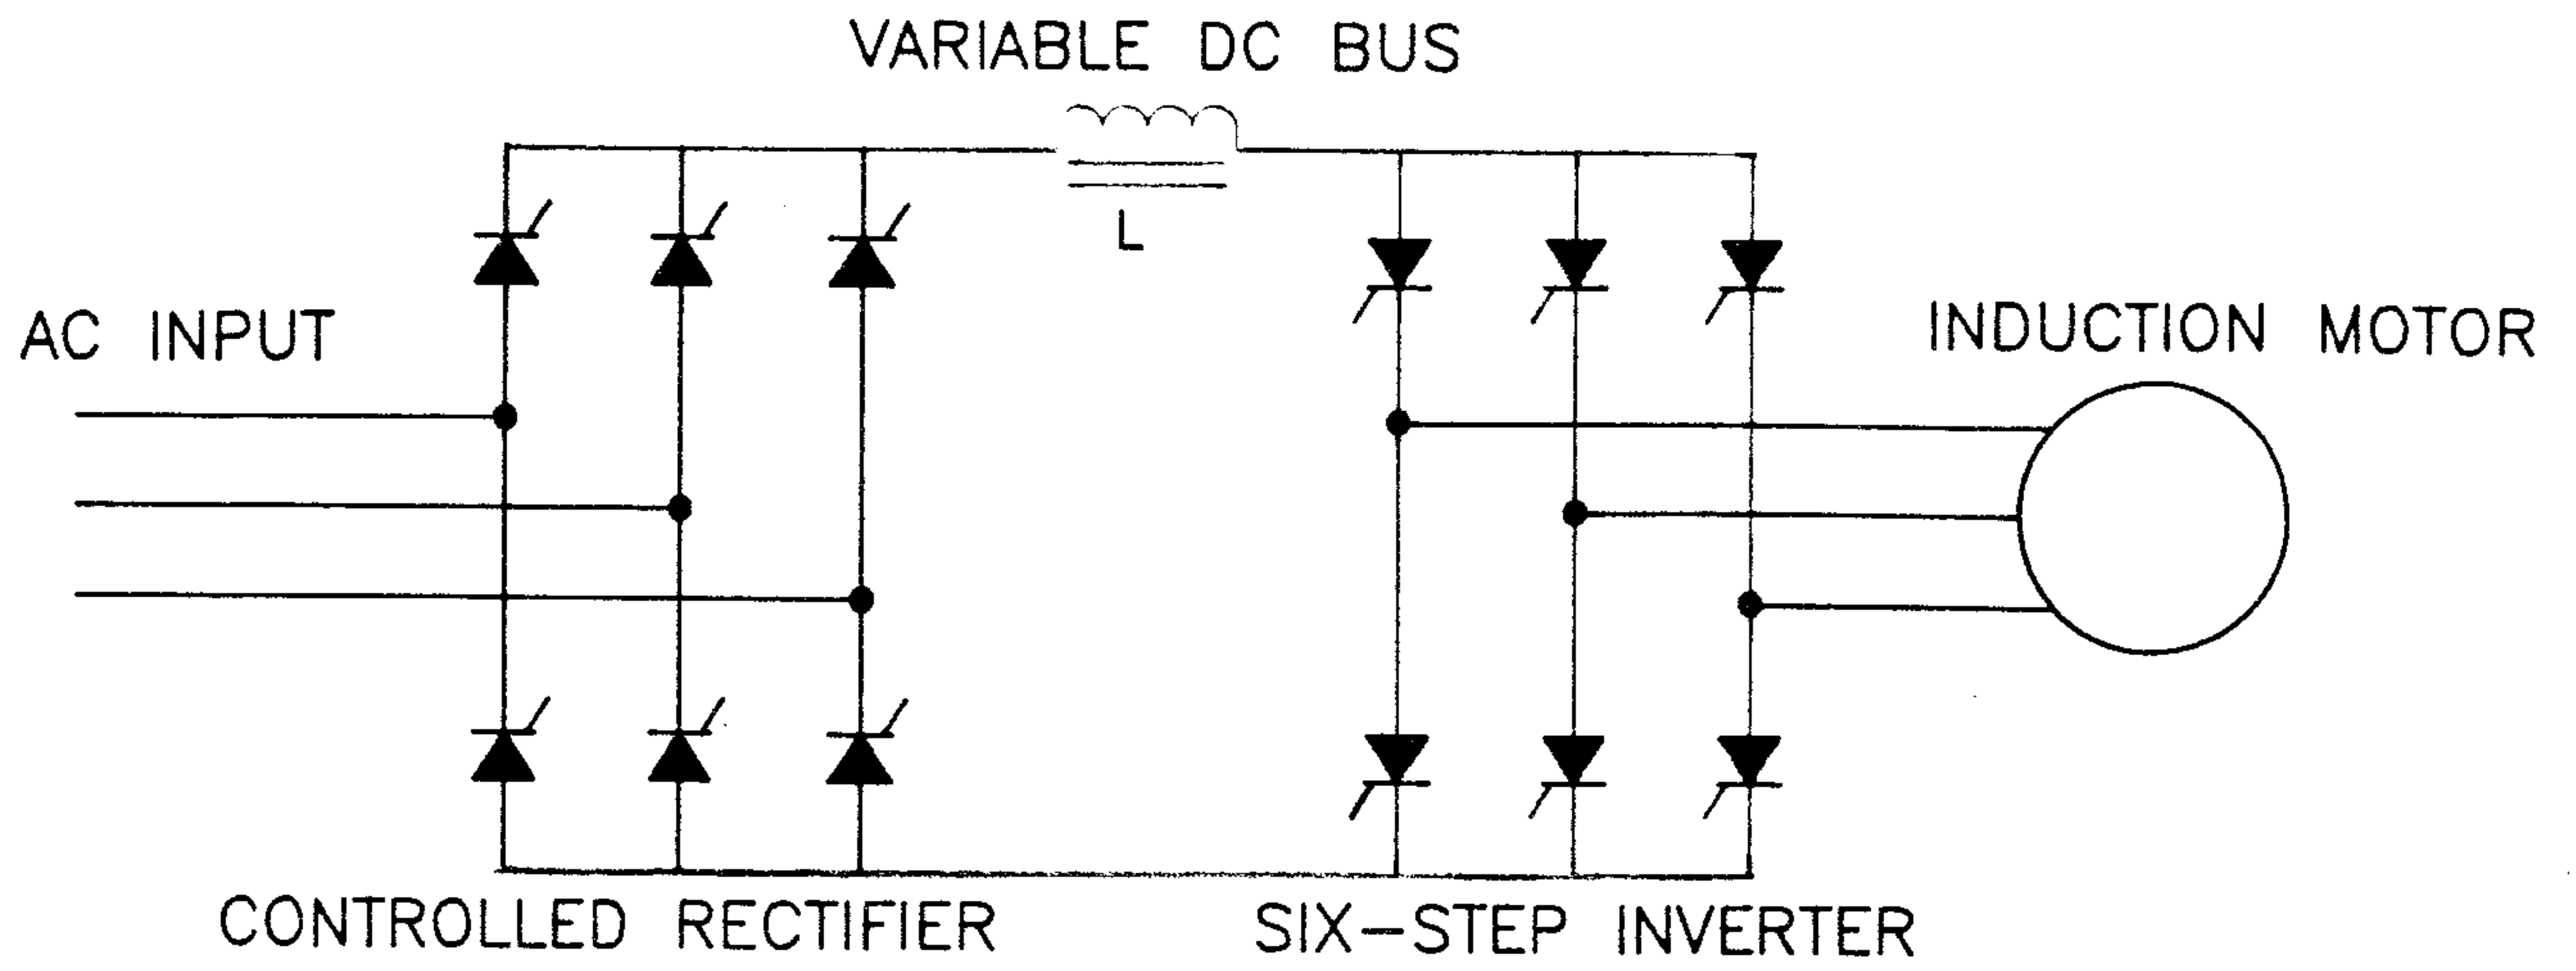 VARIABLE DC BUS
L
AC INPUT
INDUCTION MOTOR
CONTROLLED RECTIFIER
SIX-STEP INVERTER